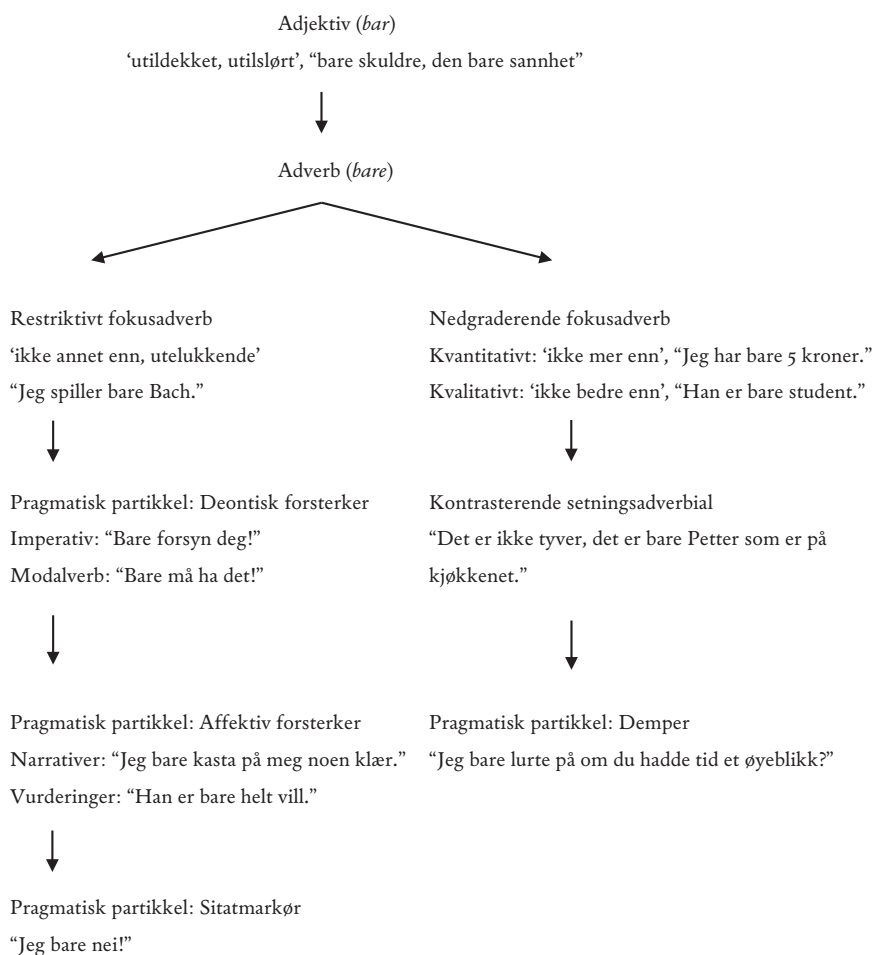 Adjektiv (bar)
‘utildekket, utilslørt’, “bare skuldre, den bare sannhet”
Adverb (bare)
Restriktivt fokusadverb
‘ikke annet enn, utelukkende’
“Jeg spiller bare Bach.”
Nedgraderende fokusadverb
Kvantitativt: ‘ikke mer enn’, “Jeg har bare 5 kroner.”
Kvalitativt: ‘ikke bedre enn’, “Han er bare student.”
Pragmatisk partikkel: Deontisk forsterker
Imperativ: “Bare forsyn deg!”
Modalverb: “Bare må ha det!”
Kontrasterende setningsadverbial
“Det er ikke tyver, det er bare Petter som er på
kjøkkenet.”
Pragmatisk partikkel: Affektiv forsterker
Narrativer: “Jeg bare kasta på meg noen klær.”
Vurderinger: “Han er bare helt vill.”
Pragmatisk partikkel: Demper
“Jeg bare lurte på om du hadde tid et øyeblikk?”
Pragmatisk partikkel: Sitatmarkør
“Jeg bare nei!”